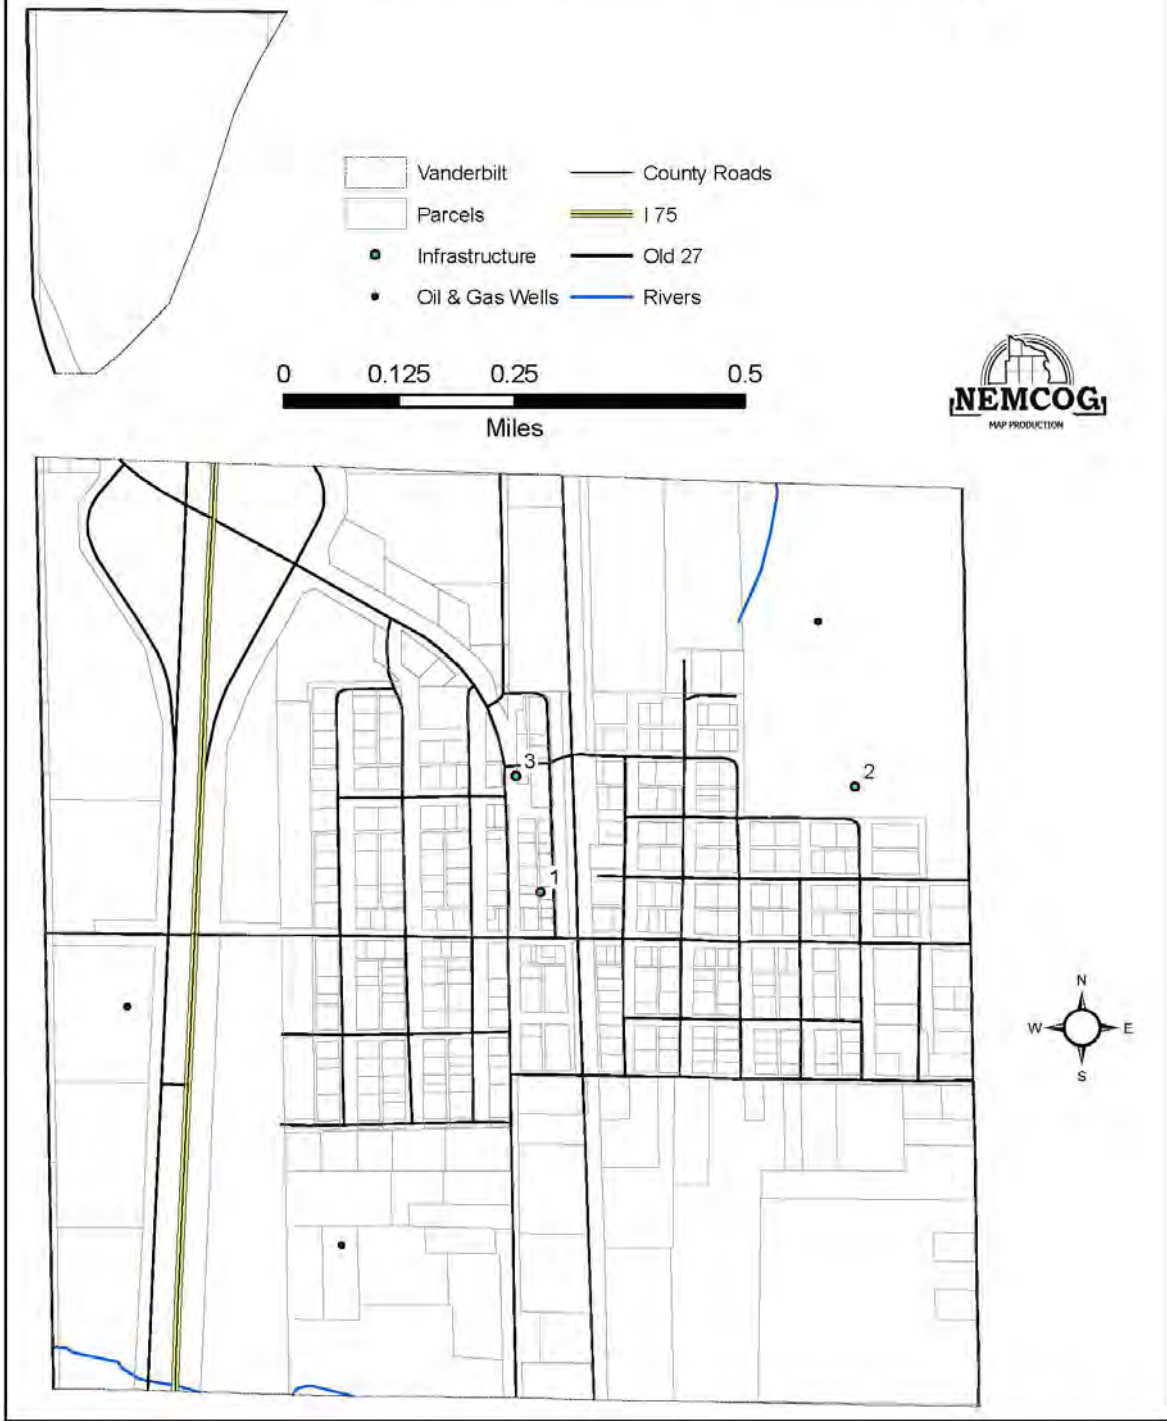 Vanderbilt
County Roads
Parcels
I 75
Infrastructure
Old 27
Oil & Gas Wells
Rivers
0 0.125 0.25 0.5
Miles
NEMCOG
MAP PRODUCTION
3
2
1
N
W E
S